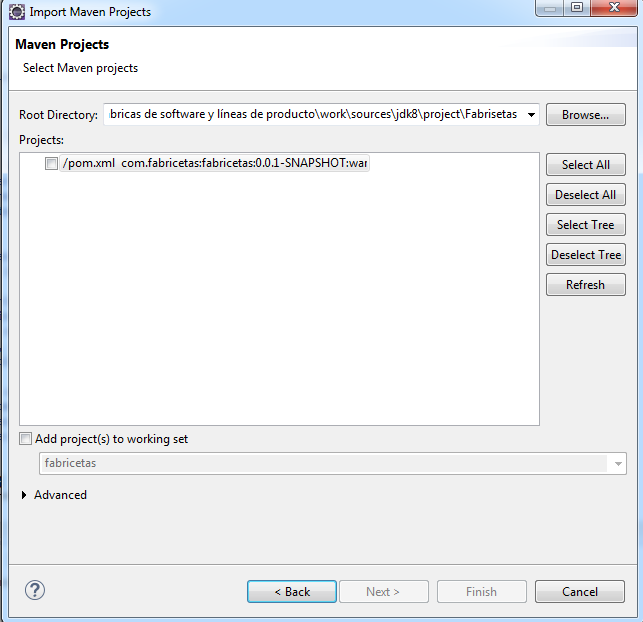 Import Maven Projects
Maven Projects
Select Maven projects
Root Directory: bricas de software y líneas de producto\work\sources\jdk8\project\Fabrisetas Browse...
Projects:
/pom.xml com.fabricetas:fabricetas:0.0.1-SNAPSHOT:war
Select All
Deselect All
Select Tree
Deselect Tree
Refresh
Add project(s) to working set
fabricetas
Advanced
? < Back Next > Finish Cancel